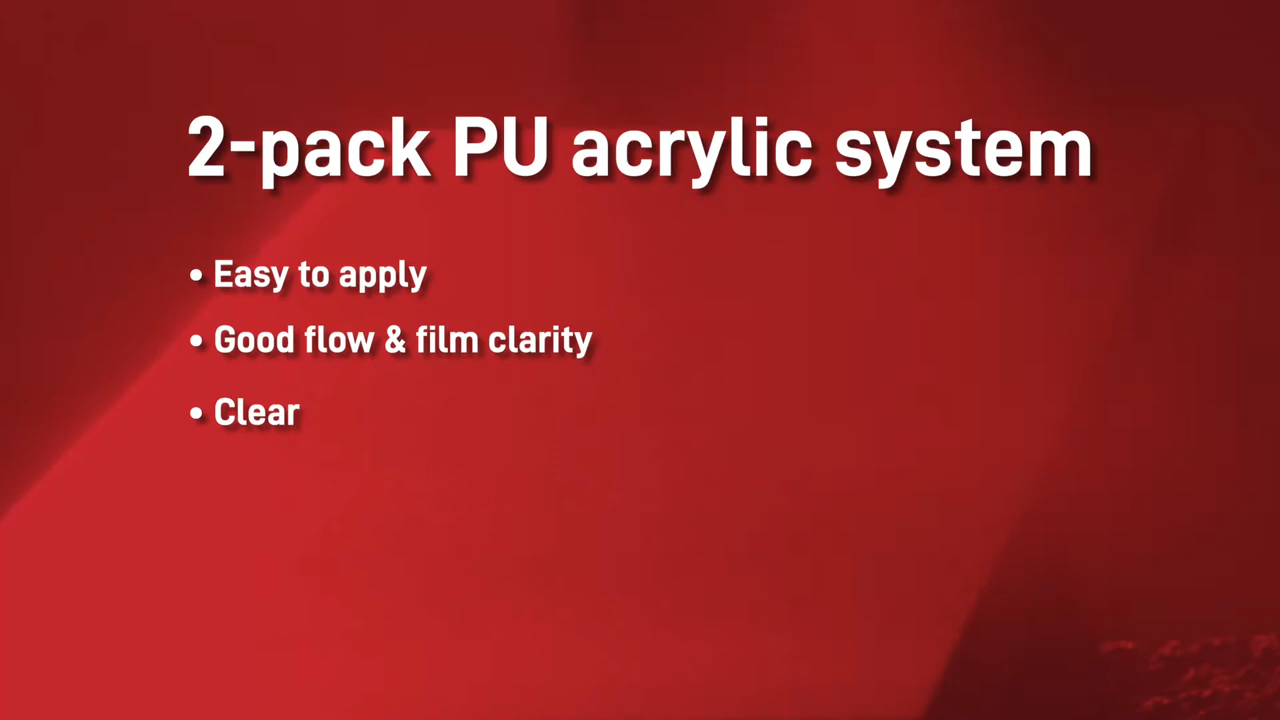 2-pack PU acrylic system
• Easy to apply
• Good flow & film clarity
• Clear